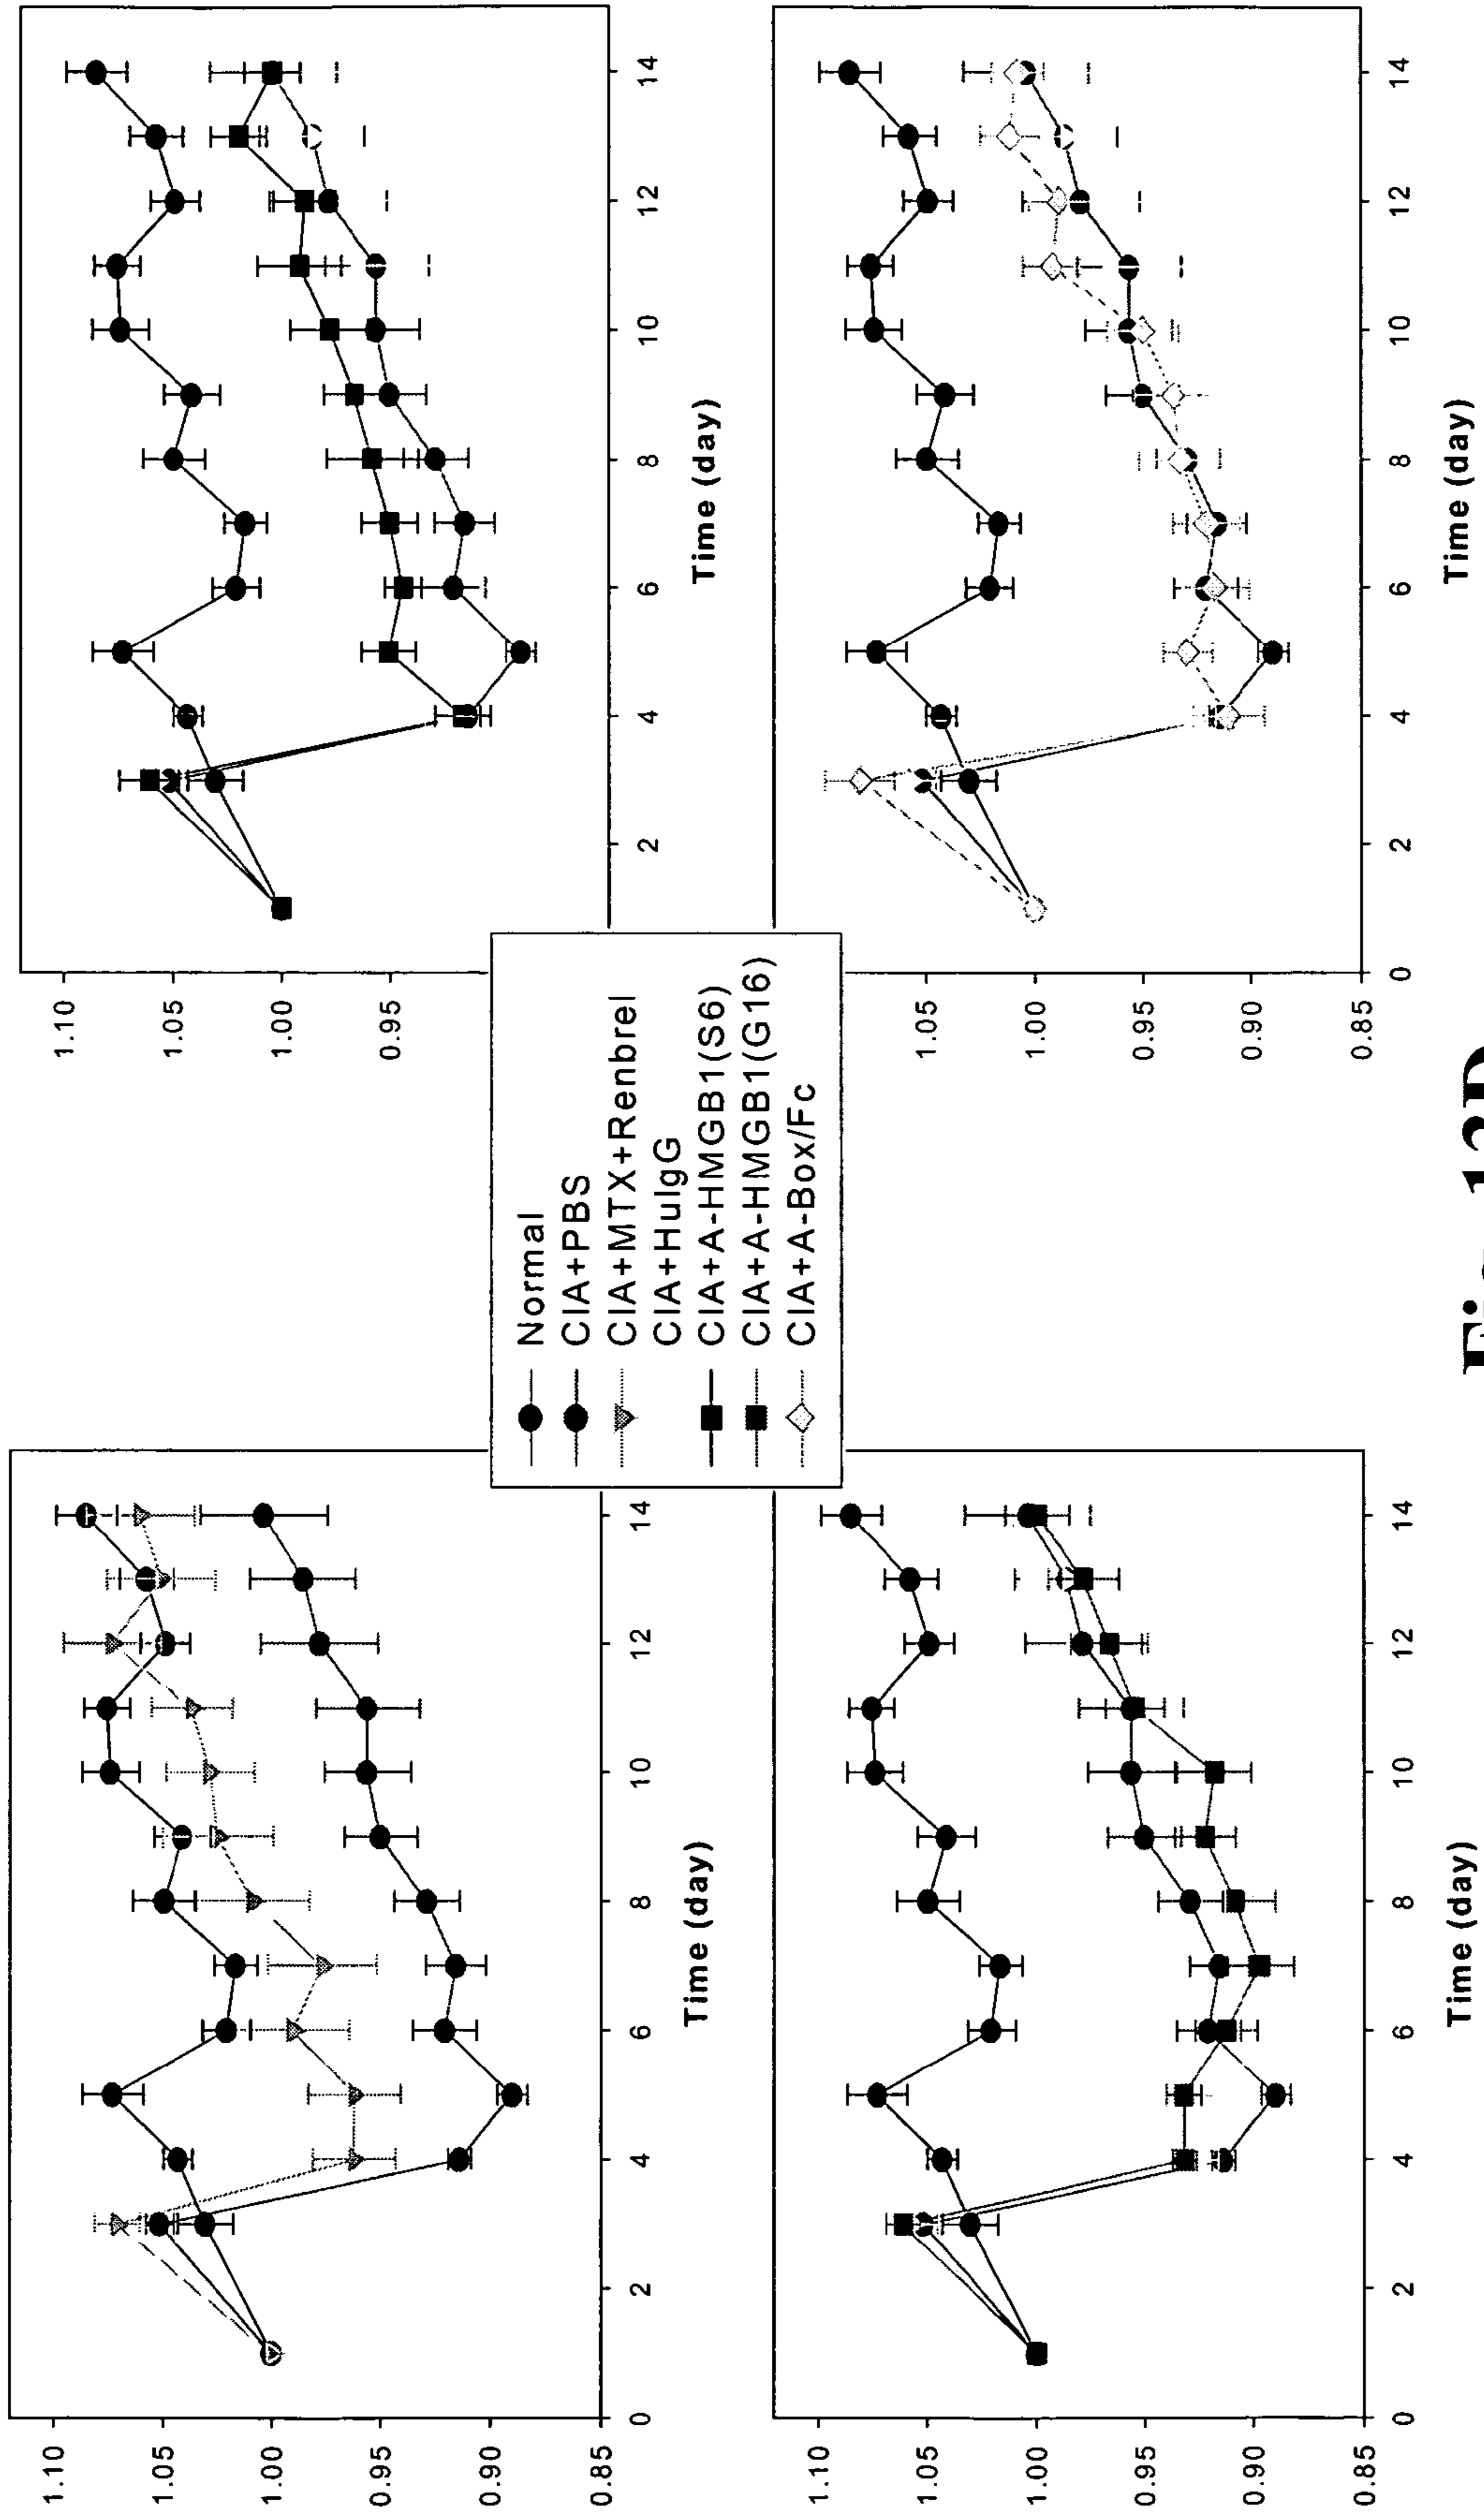 1.10
1.05
1.00
0.95
0.90
0.85
0 2 4 6 8 10 12 14
Time (day)
1.10
1.05
1.00
0.95
2 4 6 8 10 12 14
Time (day)
Normal
CIA+PBS
CIA+MTX+Renbrel
CIA+HuIgG
CIA+A-HMGB1(S6)
CIA+A-HMGB1(G16)
CIA+A-Box/Fc
1.10
1.05
1.00
0.95
0.90
0.85
0 2 4 6 8 10 12 14
Time (day)
1.05
1.00
0.95
0.90
0.85
0 2 4 6 8 10 12 14
Time (day)